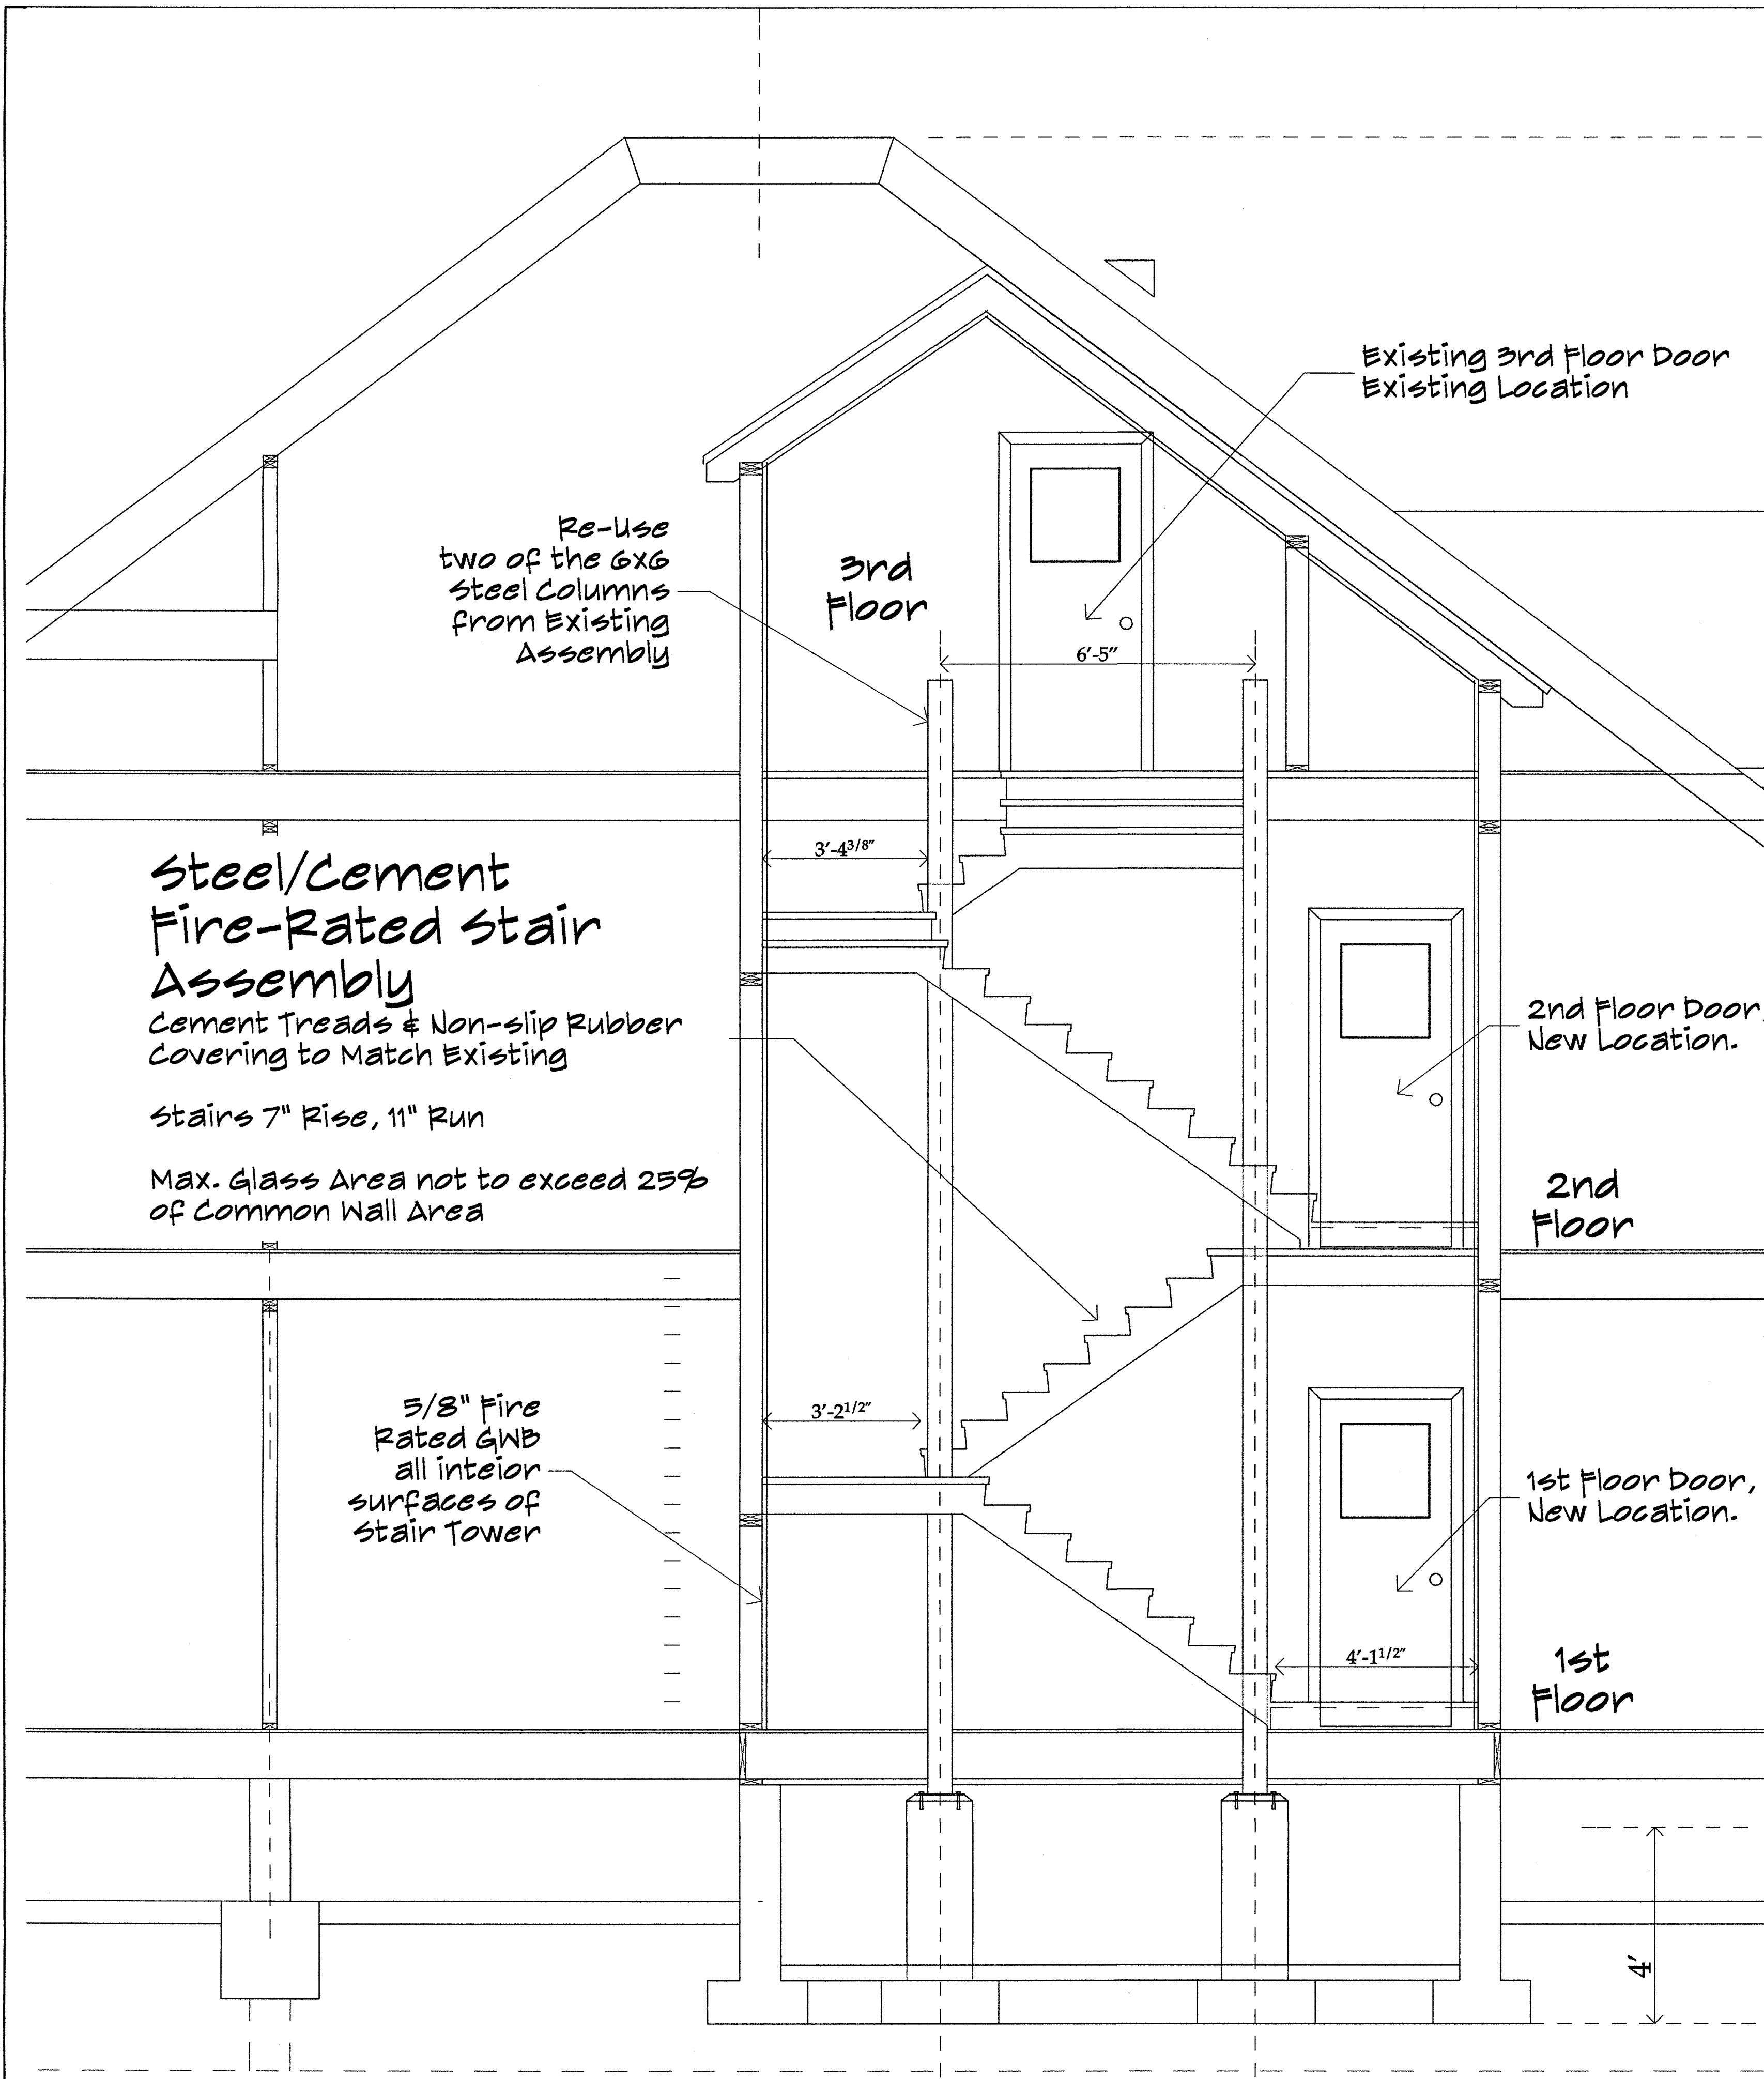 Existing 3rd Floor Door
Existing Location
Re-Use
two of the 6x6
Steel Columns
from Existing
Assembly
3rd
Floor
6'-5"
3'-4 3/8"
Steel/Cement
Fire-Rated Stair
Assembly
Cement Treads & Non-slip Rubber
Covering to Match Existing
Stairs 7" Rise, 11" Run
Max. Glass Area not to exceed 25%
of Common Wall Area
2nd Floor Door,
New Location.
2nd
Floor
5/8" Fire
Rated GWB
all inteior
surfaces of
Stair Tower
3'-2 1/2"
1st Floor Door,
New Location.
4'-1 1/2"
1st
Floor
4'